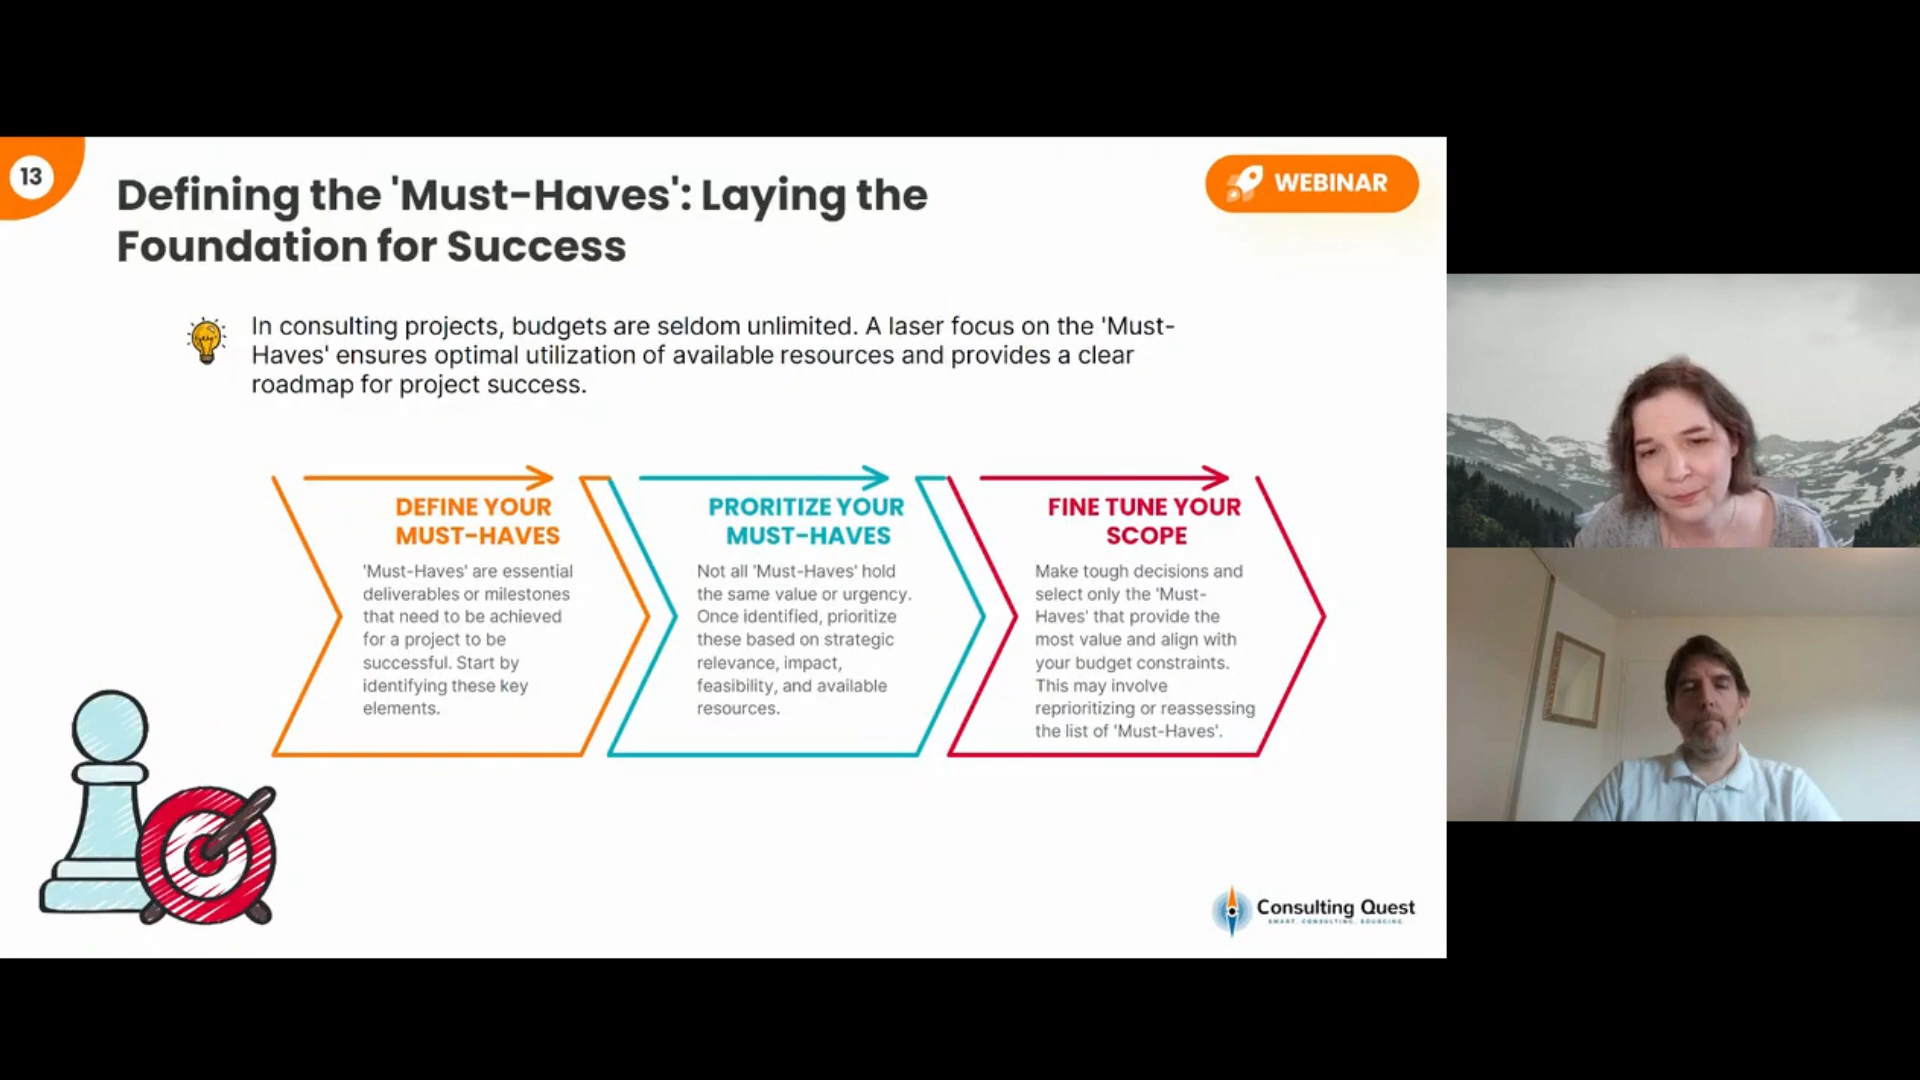 13
Defining the 'Must-Haves': Laying the
Foundation for Success
WEBINAR
In consulting projects, budgets are seldom unlimited. A laser focus on the 'Must-
Haves' ensures optimal utilization of available resources and provides a clear
roadmap for project success.
DEFINE YOUR
MUST-HAVES
'Must-Haves' are essential
deliverables or milestones
that need to be achieved
for a project to be
successful. Start by
identifying these key
elements.
PRORITIZE YOUR
MUST-HAVES
Not all 'Must-Haves' hold
the same value or urgency.
Once identified, prioritize
these based on strategic
relevance, impact,
feasibility, and available
resources.
FINE TUNE YOUR
SCOPE
Make tough decisions and
select only the 'Must-
Haves' that provide the
most value and align with
your budget constraints.
This may involve
reprioritizing or reassessing
the list of 'Must-Haves'.
Consulting Quest
SMART. CONSULTING. SOURCING.